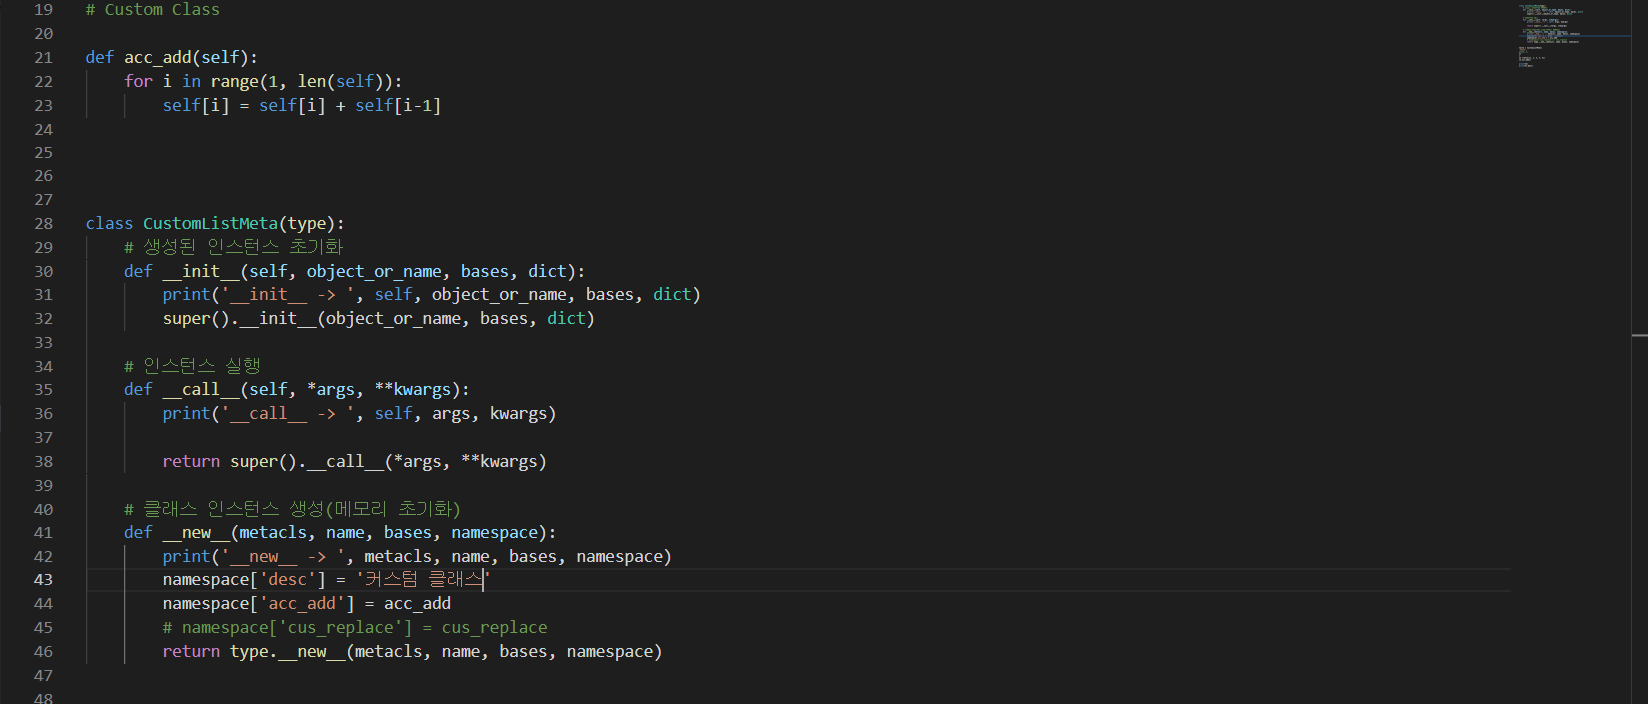 19 # Custom Class
20
21 def acc_add(self):
22     for i in range(1, len(self)):
23         self[i] = self[i] + self[i-1]
24
25
26
27
28 class CustomListMeta(type):
29     # 생성된 인스턴스 초기화
30     def __init__(self, object_or_name, bases, dict):
31         print('__init__ -> ', self, object_or_name, bases, dict)
32         super().__init__(object_or_name, bases, dict)
33
34     # 인스턴스 실행
35     def __call__(self, *args, **kwargs):
36         print('__call__ -> ', self, args, kwargs)
37
38         return super().__call__(*args, **kwargs)
39
40     # 클래스 인스턴스 생성(메모리 초기화)
41     def __new__(metacls, name, bases, namespace):
42         print('__new__ -> ', metacls, name, bases, namespace)
43         namespace['desc'] = '커스텀 클래스'
44         namespace['acc_add'] = acc_add
45         # namespace['cus_replace'] = cus_replace
46         return type.__new__(metacls, name, bases, namespace)
47
48